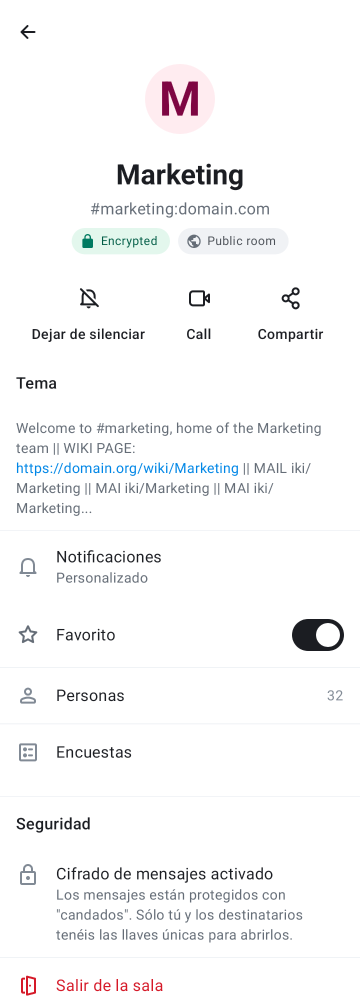 M
Marketing
#marketing:domain.com
Encrypted
Public room
Dejar de silenciar
Call
Compartir
Tema
Welcome to #marketing, home of the Marketing
team || WIKI PAGE:
https://domain.org/wiki/Marketing || MAIL iki/
Marketing || MAI iki/Marketing || MAI iki/
Marketing...
Notificaciones
Personalizado
Favorito
Personas
32
Encuestas
Seguridad
Cifrado de mensajes activado
Los mensajes están protegidos con
"candados". Sólo tú y los destinatarios
tenéis las llaves únicas para abrirlos.
Salir de la sala